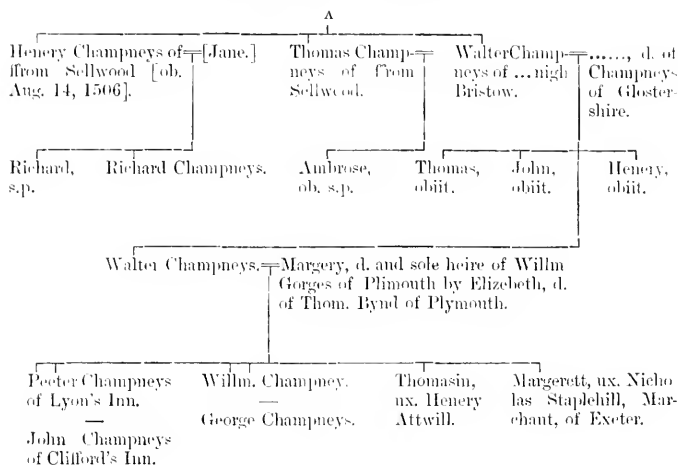 A
Henery Champneys of
ffrom Sellwood [ob.
Aug. 14, 1506].
[Jane.]
Thomas Champ-
neys of ffrom
Sellwood.
Walter Champ-
neys of ... nigh
Bristow.
......, d. of
Champneys
of Gloster-
shire.
Richard,
s.p.
Richard Champneys.
Ambrose,
ob. s.p.
Thomas,
obiit.
John,
obiit.
Henery,
obiit.
Walter Champneys.
Margery, d. and sole heire of Willm
Gorges of Plimouth by Elizebeth, d.
of Thom. Bynd of Plymouth.
Peeter Champneys
of Lyon's Inn.
—
John Champneys
of Clifford's Inn.
Willm. Champney.
—
George Champneys.
Thomasin,
ux. Henery
Attwill.
Margerett, ux. Nicho
las Staplehill, Mar-
chant, of Exeter.